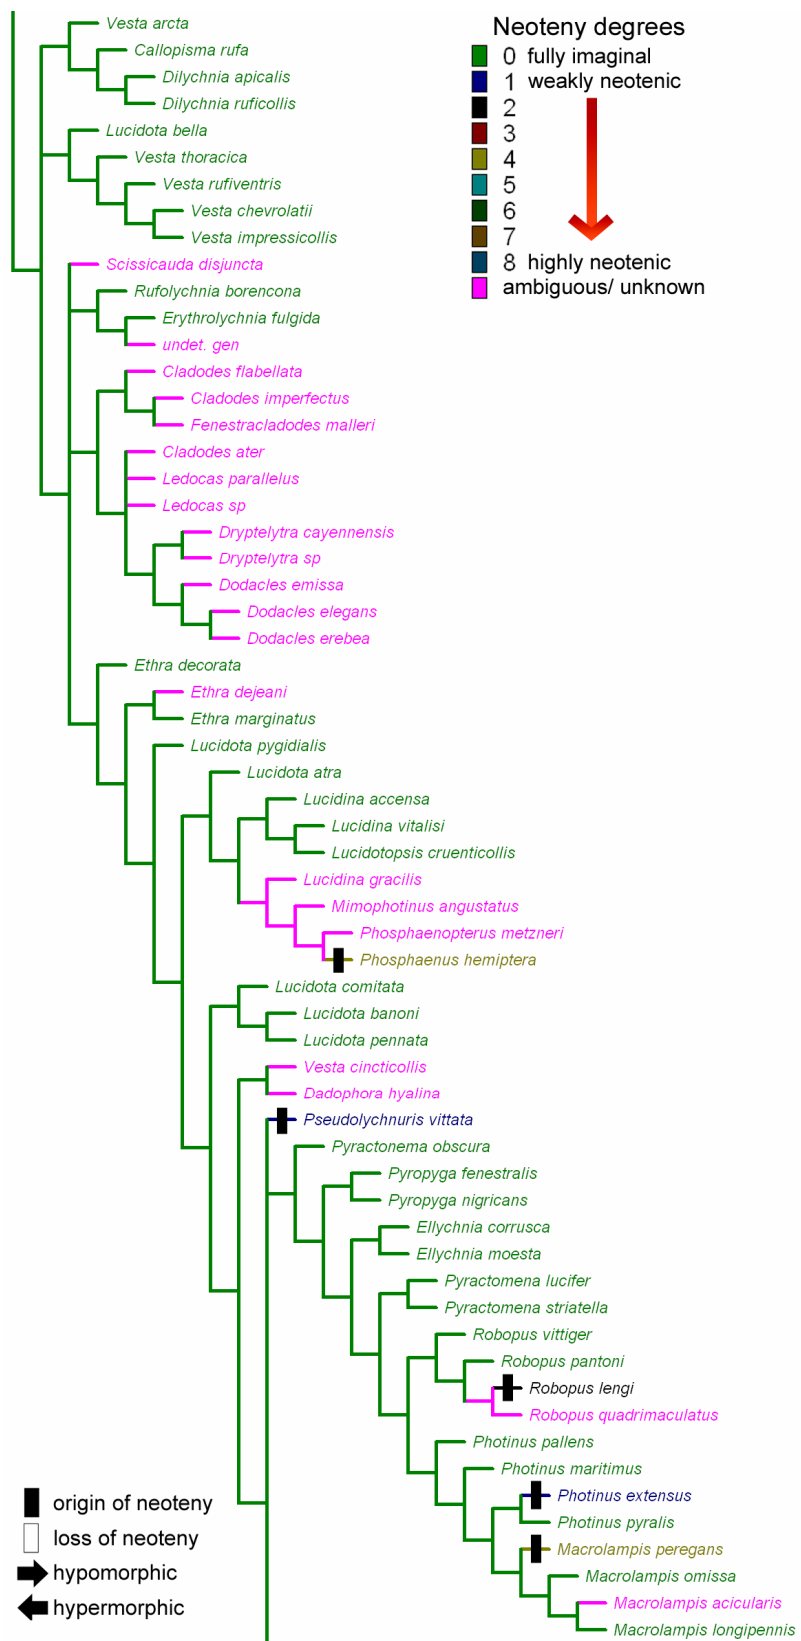 Vesta arcta
Callopisma rufa
Dilychnia apicalis
Dilychnia ruficollis
Lucidota bella
Vesta thoracica
Vesta rufiventris
Vesta chevrolatii
Vesta impressicollis
Scissicauda disjuncta
Rufolychnia borencona
Erythrolychnia fulgida
undet. gen
Cladodes flabellata
Cladodes imperfectus
Fenestracladodes malleri
Cladodes ater
Ledocas parallelus
Ledocas sp
Dryptelytra cayennensis
Dryptelytra sp
Dodacles emissa
Dodacles elegans
Dodacles erebea
Ethra decorata
Ethra dejeani
Ethra marginatus
Lucidota pygidialis
Lucidota atra
Lucidina accensa
Lucidina vitalisi
Lucidotopsis cruenticollis
Lucidina gracilis
Mimophotinus angustatus
Phosphaenopterus metzneri
Phosphaenus hemiptera
Lucidota comitata
Lucidota banoni
Lucidota pennata
Vesta cincticollis
Dadophora hyalina
Pseudolychnuris vittata
Pyractonema obscura
Pyropyga fenestralis
Pyropyga nigricans
Ellychnia corrusca
Ellychnia moesta
Pyractomena lucifer
Pyractomena striatella
Robopus vittiger
Robopus pantoni
Robopus lengi
Robopus quadrimaculatus
Photinus pallens
Photinus maritimus
Photinus extensus
Photinus pyralis
Macrolampis peregans
Macrolampis omissa
Macrolampis acicularis
Macrolampis longipennis
Neoteny degrees
0 fully imaginal
1 weakly neotenic
2
3
4
5
6
7
8 highly neotenic
ambiguous/ unknown
origin of neoteny
loss of neoteny
hypomorphic
hypermorphic